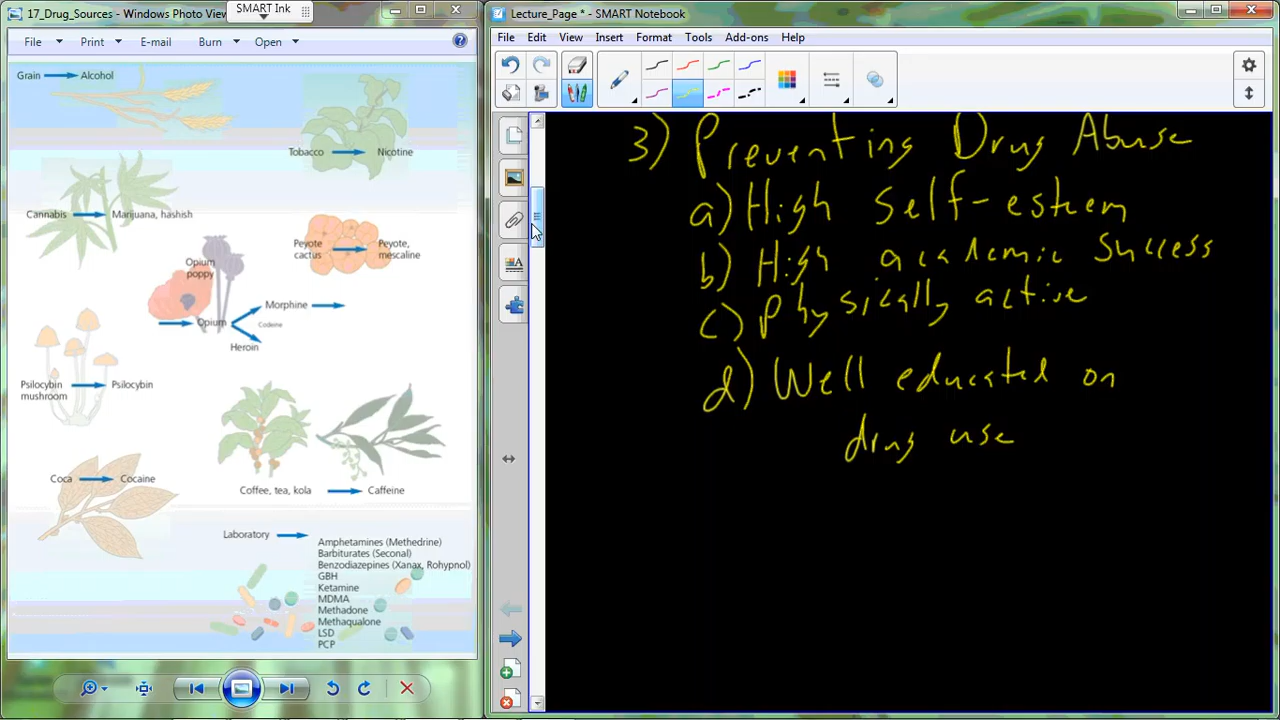 17_Drug_Sources - Windows Photo View
SMART Ink
File Print E-mail Burn Open
Grain Alcohol
Tobacco Nicotine
Cannabis Marijuana, hashish
Peyote cactus
Peyote, mescaline
Opium poppy
Morphine
Opium Codeine
Heroin
Psilocybin mushroom
Psilocybin
Coca Cocaine
Coffee, tea, kola Caffeine
Laboratory
Amphetamines (Methedrine)
Barbiturates (Seconal)
Benzodiazepines (Xanax, Rohypnol)
GBH
Ketamine
MDMA
Methadone
Methaqualone
LSD
PCP
Lecture_Page * - SMART Notebook
File Edit View Insert Format Tools Add-ons Help
3) Preventing Drug Abuse
a) High Self-esteem
b) High academic Success
c) Physically active
d) Well educated on
drug use